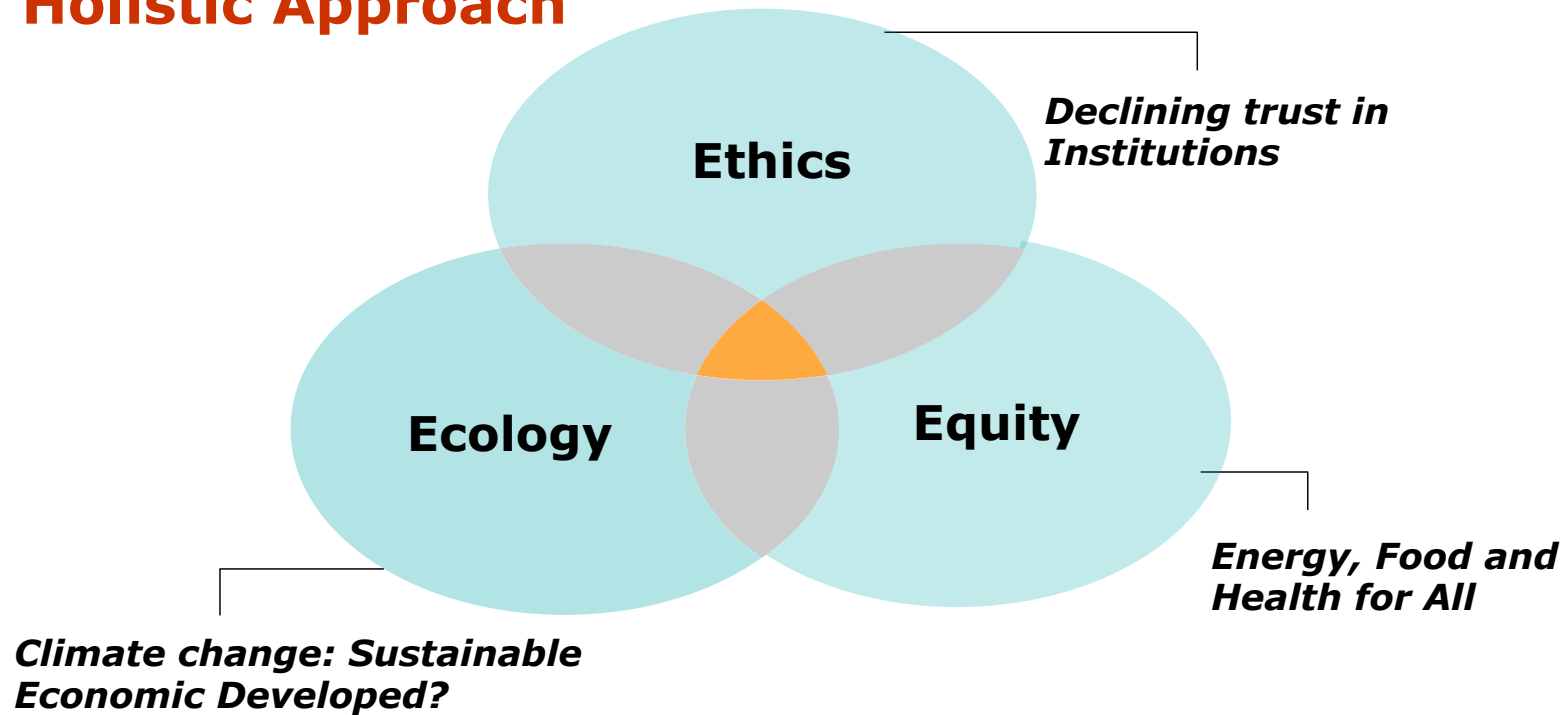 Holistic Approach
Declining trust in
Institutions
Ethics
Ecology
Equity
Energy, Food and
Health for All
Climate change: Sustainable
Economic Developed?